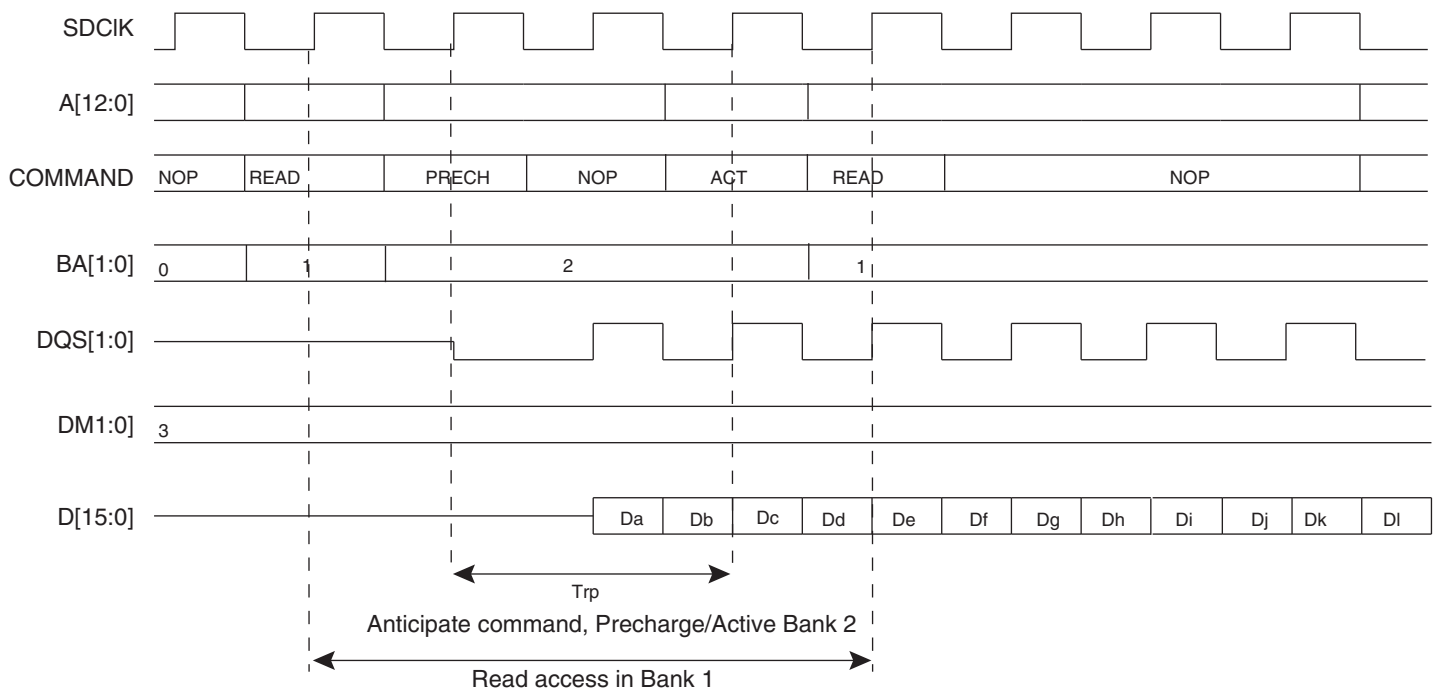 SDClK
A[12:0]
COMMAND NOP READ PRECH NOP ACT READ NOP
BA[1:0] 0 1 2 1
DQS[1:0]
DM1:0] 3
D[15:0] Da Db Dc Dd De Df Dg Dh Di Dj Dk Dl
Trp
Anticipate command, Precharge/Active Bank 2
Read access in Bank 1